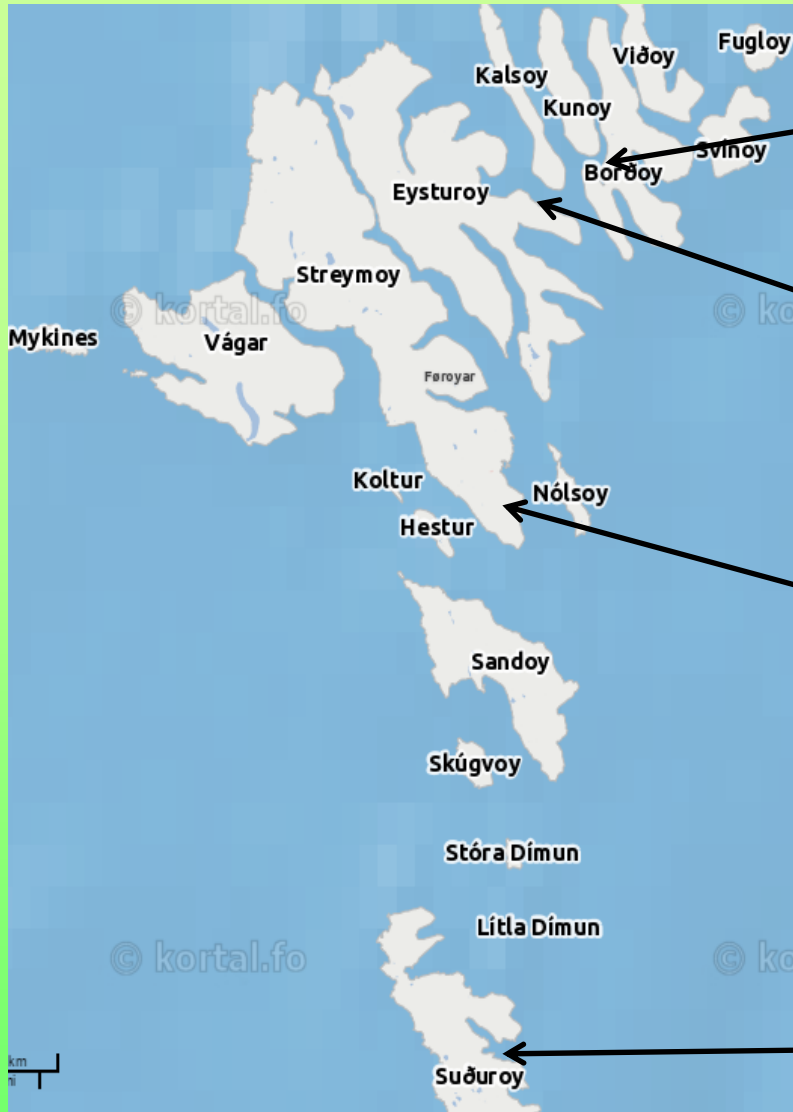 Fugloy
Viðoy
Kalsoy
Kunoy
Svínoy
Borðoy
Eysturoy
Streymoy
© kortal.fo
© ko
Mykines
Vágar
Føroyar
Koltur
Nólsoy
Hestur
Sandoy
Skúgvoy
Stóra Dímun
Lítla Dímun
© kortal.fo
© ko
km
mi
Suðuroy